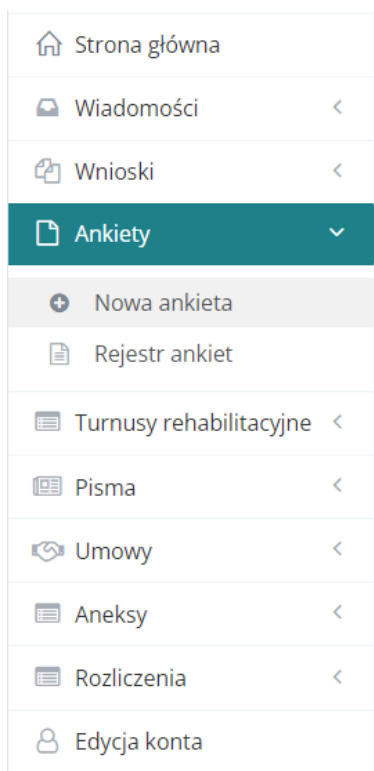 Strona główna
Wiadomości
Wnioski
Ankiety
Nowa ankieta
Rejestr ankiet
Turnusy rehabilitacyjne
Pisma
Umowy
Aneksy
Rozliczenia
Edycja konta